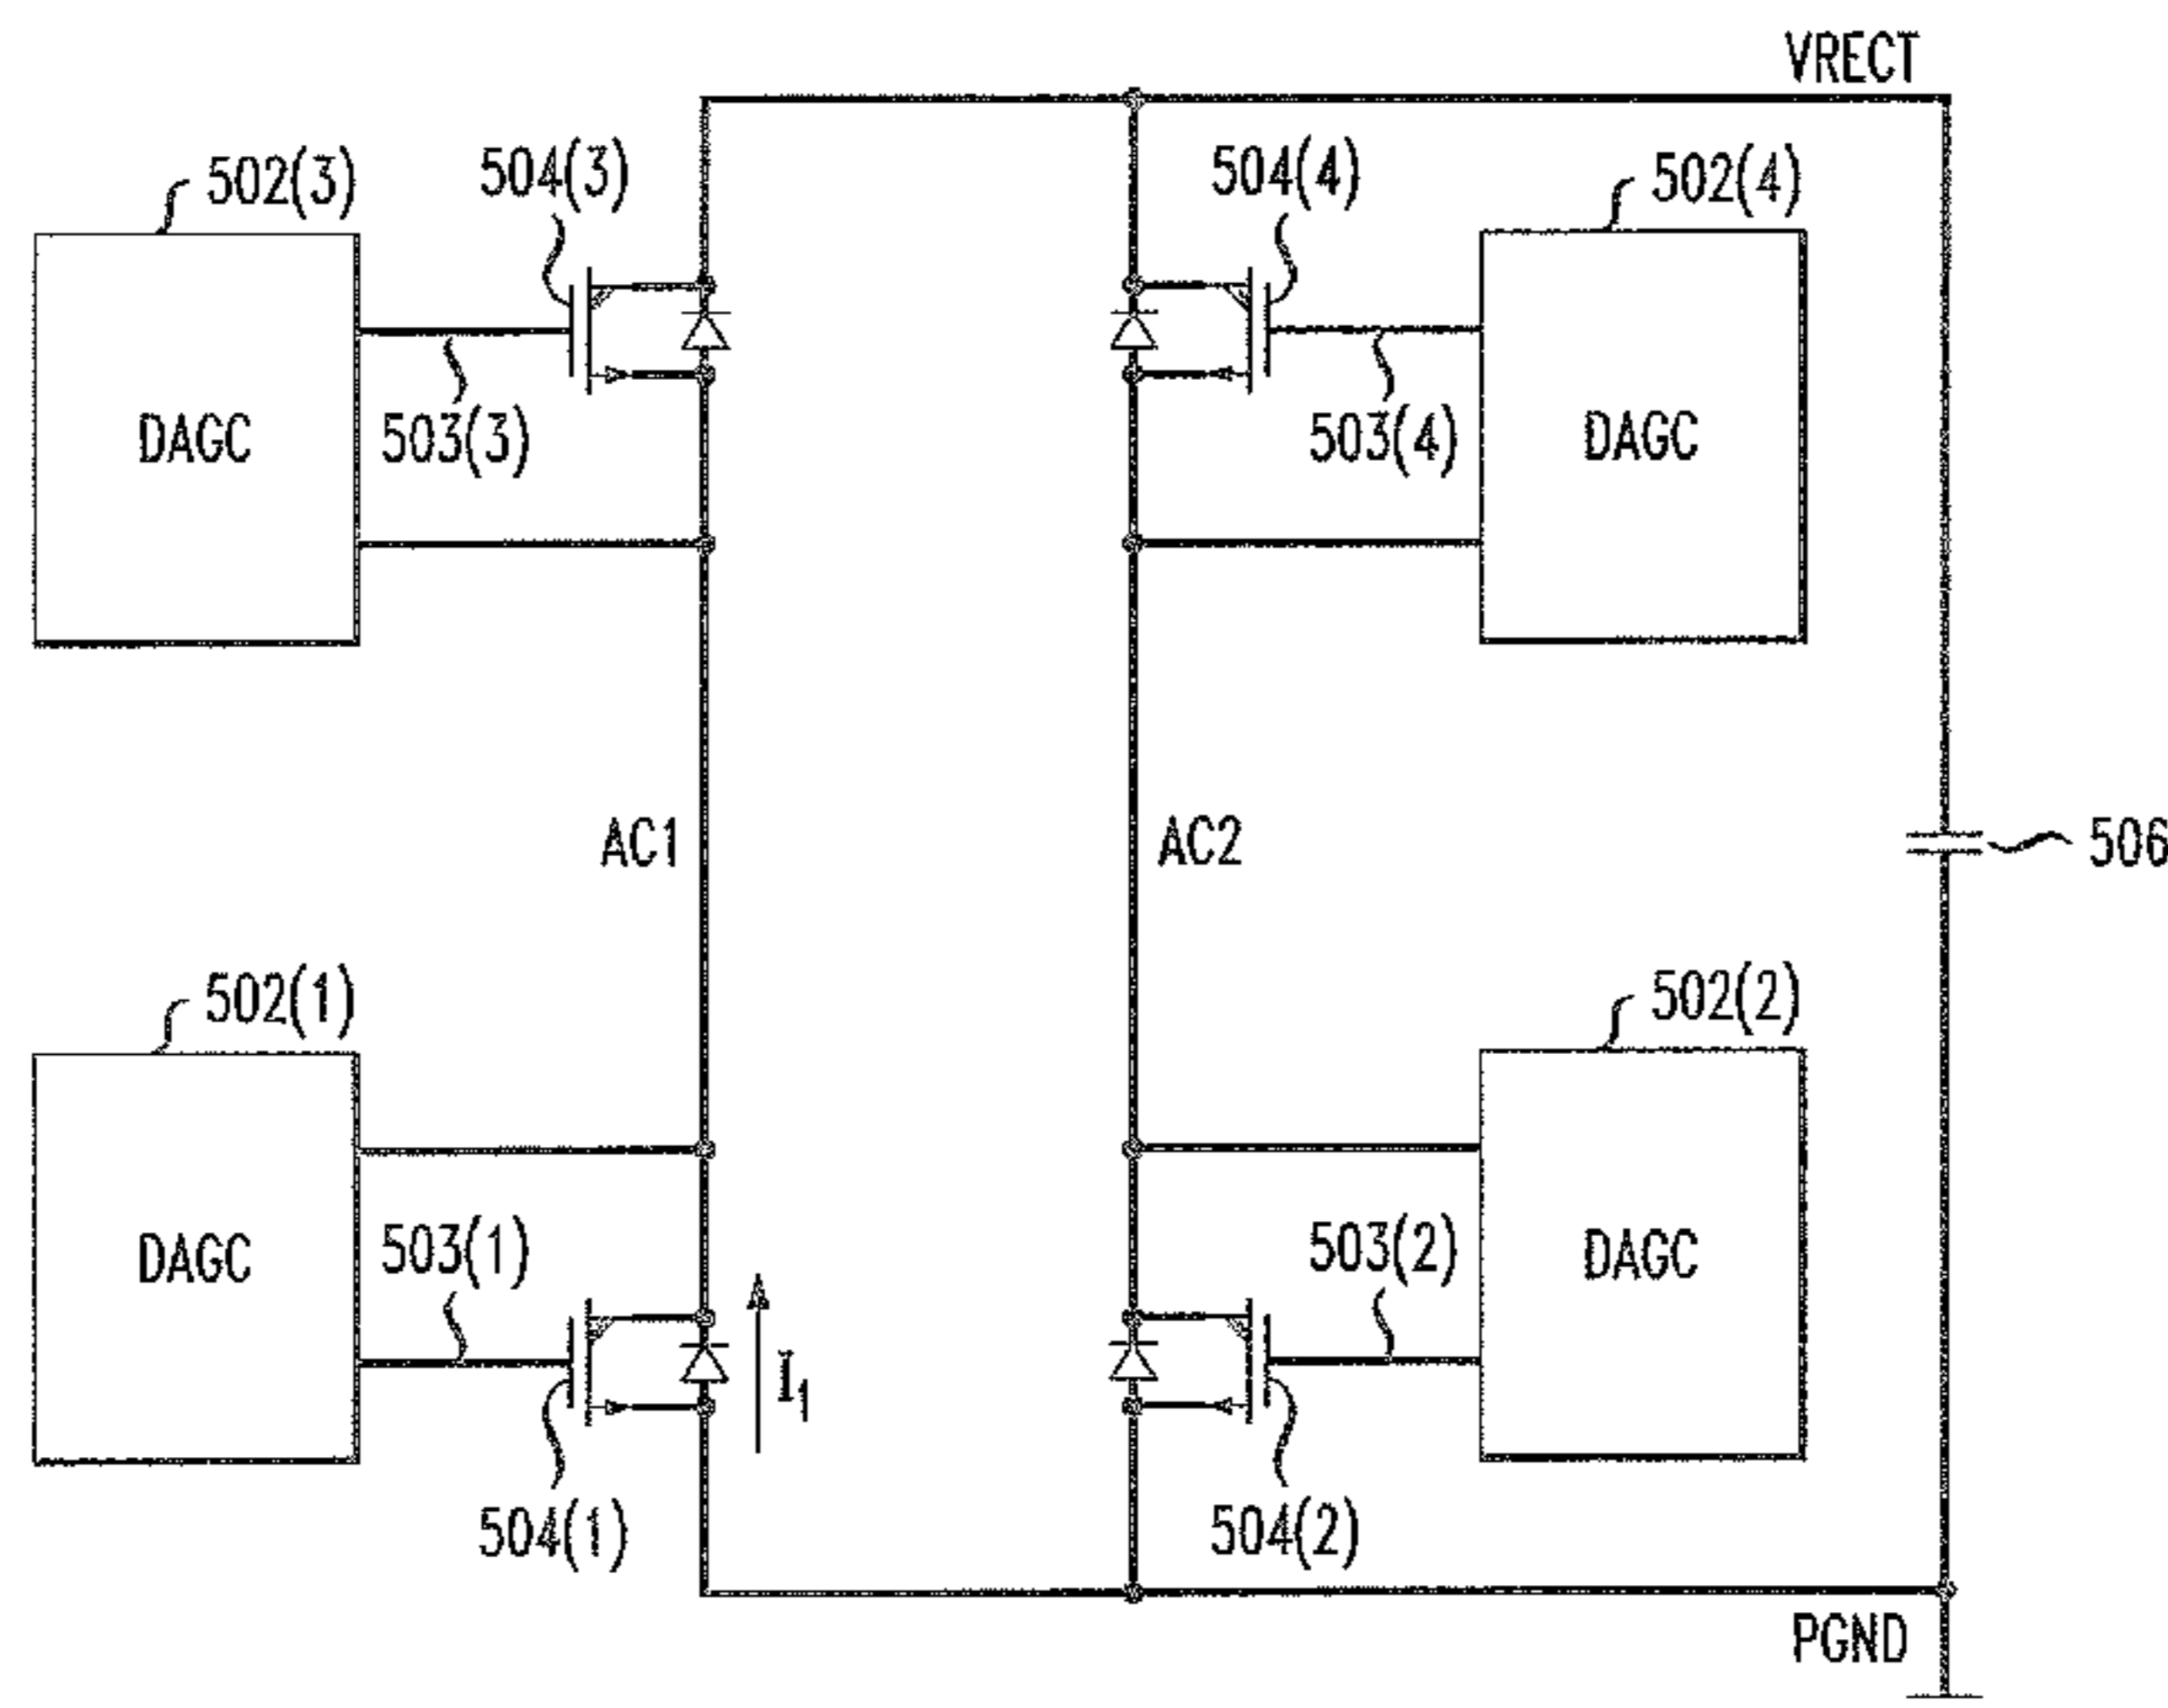 VRECT
502(3)
504(3)
504(4)
502(4)
DAGC
503(3)
503(4)
DAGC
AC1
AC2
506
502(1)
502(2)
DAGC
503(1)
503(2)
DAGC
I1
504(1)
504(2)
PGND